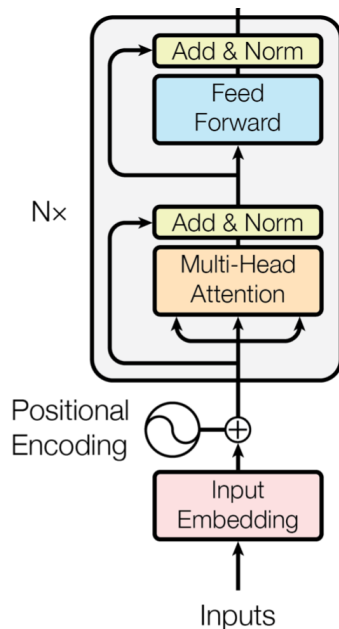 Add & Norm
Feed
Forward
N×
Add & Norm
Multi-Head
Attention
Positional
Encoding
Input
Embedding
Inputs